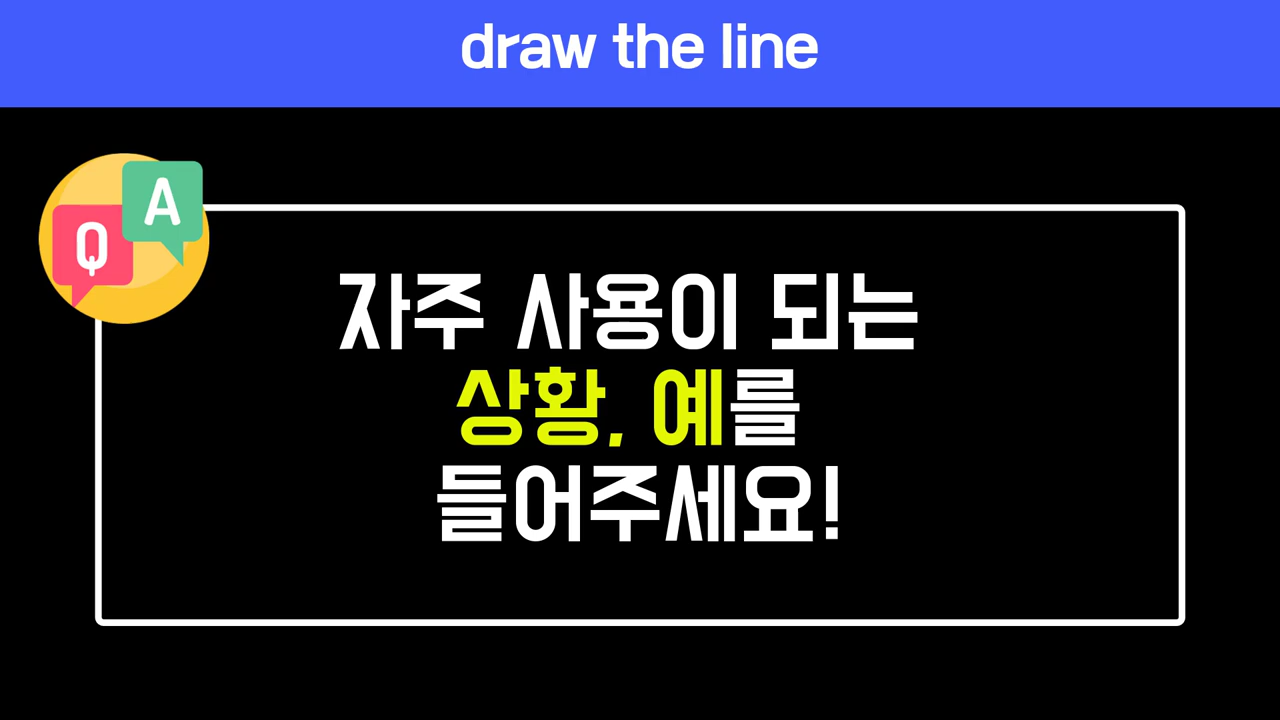 draw the line
Q
A
자주 사용이 되는
상황, 예를
들어주세요!